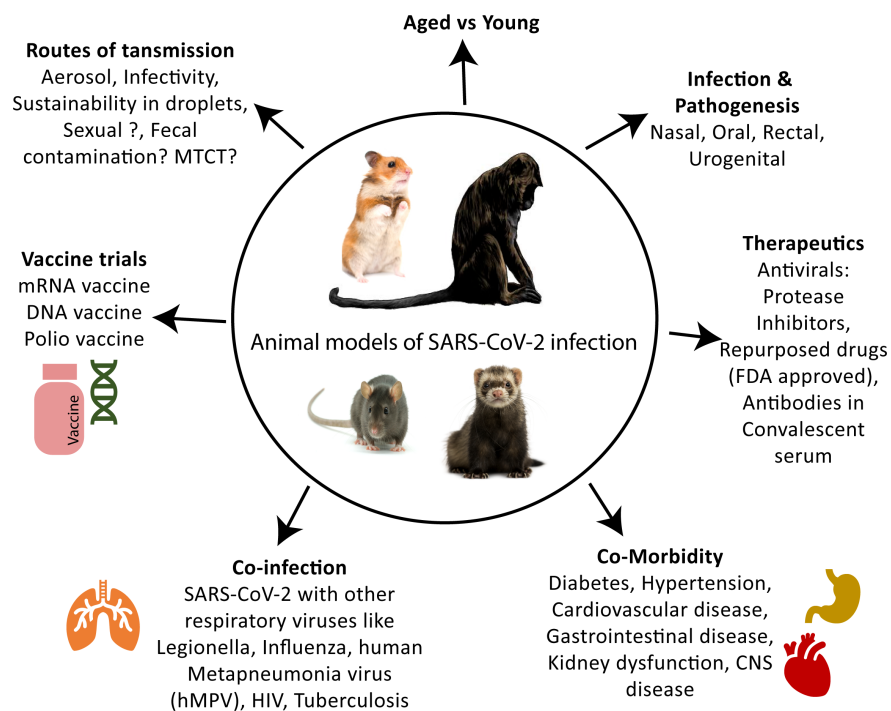 Aged vs Young
Routes of tansmission
Aerosol, Infectivity,
Sustainability in droplets,
Sexual ?, Fecal
contamination? MTCT?
Infection &
Pathogenesis
Nasal, Oral, Rectal,
Urogenital
Vaccine trials
mRNA vaccine
DNA vaccine
Polio vaccine
Vaccine
Animal models of SARS-CoV-2 infection
Therapeutics
Antivirals:
Protease
Inhibitors,
Repurposed drugs
(FDA approved),
Antibodies in
Convalescent
serum
Co-infection
SARS-CoV-2 with other
respiratory viruses like
Legionella, Influenza, human
Metapneumonia virus
(hMPV), HIV, Tuberculosis
Co-Morbidity
Diabetes, Hypertension,
Cardiovascular disease,
Gastrointestinal disease,
Kidney dysfunction, CNS
disease